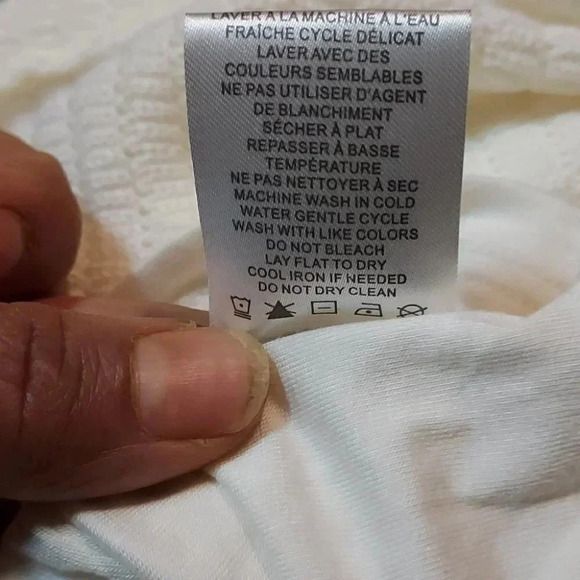 LAVER À LA MACHINE À L'EAU
FRAÎCHE CYCLE DÉLICAT
LAVER AVEC DES
COULEURS SEMBLABLES
NE PAS UTILISER D'AGENT
DE BLANCHIMENT
SÉCHER À PLAT
REPASSER À BASSE
TEMPÉRATURE
NE PAS NETTOYER À SEC
MACHINE WASH IN COLD
WATER GENTLE CYCLE
WASH WITH LIKE COLORS
DO NOT BLEACH
LAY FLAT TO DRY
COOL IRON IF NEEDED
DO NOT DRY CLEAN